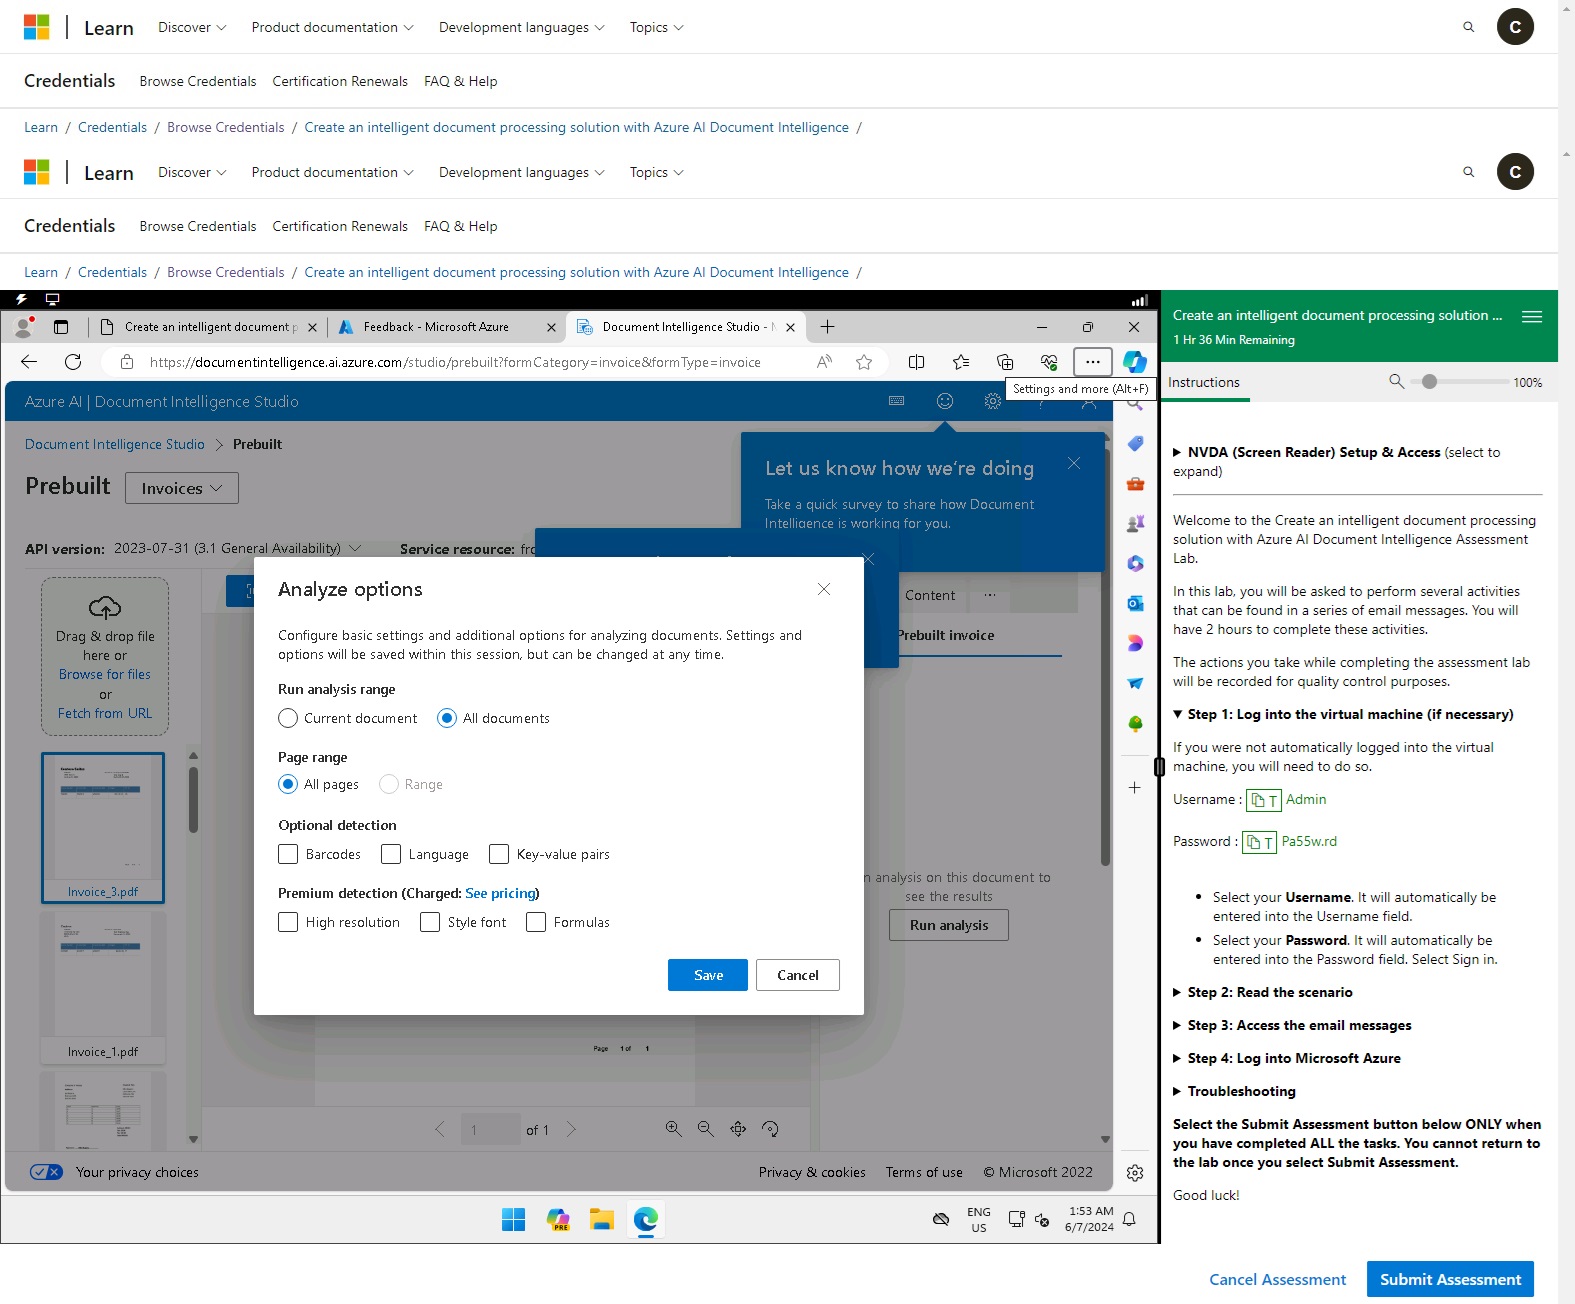 Learn Discover Product documentation Development languages Topics C
Credentials Browse Credentials Certification Renewals FAQ & Help
Learn / Credentials / Browse Credentials / Create an intelligent document processing solution with Azure AI Document Intelligence /
Learn Discover Product documentation Development languages Topics C
Credentials Browse Credentials Certification Renewals FAQ & Help
Learn / Credentials / Browse Credentials / Create an intelligent document processing solution with Azure AI Document Intelligence /
Create an intelligent document p Feedback - Microsoft Azure Document Intelligence Studio -
https://documentintelligence.ai.azure.com/studio/prebuilt?formCategory=invoice&formType=invoice
Settings and more (Alt+F)
Azure AI | Document Intelligence Studio
Document Intelligence Studio > Prebuilt
Prebuilt Invoices
Let us know how we're doing
Take a quick survey to share how Document
Intelligence is working for you.
API version: 2023-07-31 (3.1 General Availability) Service resource:
Drag & drop file
here or
Browse for files
or
Fetch from URL
Invoice_3.pdf
Invoice_1.pdf
Content ...
Prebuilt invoice
Analyze options
Configure basic settings and additional options for analyzing documents. Settings and
options will be saved within this session, but can be changed at any time.
Run analysis range
Current document All documents
Page range
All pages Range
Optional detection
Barcodes Language Key-value pairs
Premium detection (Charged: See pricing)
High resolution Style font Formulas
Save Cancel
n analysis on this document to
see the results
Run analysis
Page 1 of 1
1 of 1
Your privacy choices Privacy & cookies Terms of use © Microsoft 2022
PRE
ENG
US
1:53 AM
6/7/2024
Create an intelligent document processing solution ...
1 Hr 36 Min Remaining
Instructions 100%
NVDA (Screen Reader) Setup & Access (select to
expand)
Welcome to the Create an intelligent document processing
solution with Azure AI Document Intelligence Assessment
Lab.
In this lab, you will be asked to perform several activities
that can be found in a series of email messages. You will
have 2 hours to complete these activities.
The actions you take while completing the assessment lab
will be recorded for quality control purposes.
Step 1: Log into the virtual machine (if necessary)
If you were not automatically logged into the virtual
machine, you will need to do so.
Username : T Admin
Password : T Pa55w.rd
• Select your Username. It will automatically be
entered into the Username field.
• Select your Password. It will automatically be
entered into the Password field. Select Sign in.
Step 2: Read the scenario
Step 3: Access the email messages
Step 4: Log into Microsoft Azure
Troubleshooting
Select the Submit Assessment button below ONLY when
you have completed ALL the tasks. You cannot return to
the lab once you select Submit Assessment.
Good luck!
Cancel Assessment Submit Assessment